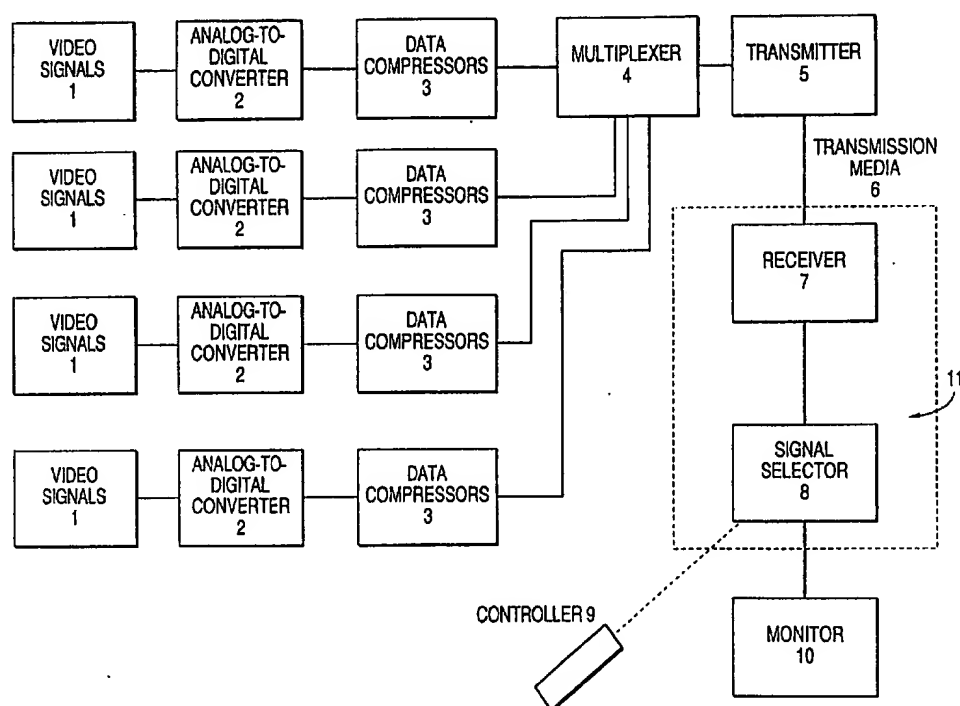 VIDEO
SIGNALS
1
ANALOG-TO-
DIGITAL
CONVERTER
2
DATA
COMPRESSORS
3
MULTIPLEXER
4
TRANSMITTER
5
TRANSMISSION
MEDIA
6
VIDEO
SIGNALS
1
ANALOG-TO-
DIGITAL
CONVERTER
2
DATA
COMPRESSORS
3
RECEIVER
7
VIDEO
SIGNALS
1
ANALOG-TO-
DIGITAL
CONVERTER
2
DATA
COMPRESSORS
3
11
VIDEO
SIGNALS
1
ANALOG-TO-
DIGITAL
CONVERTER
2
DATA
COMPRESSORS
3
SIGNAL
SELECTOR
8
CONTROLLER 9
MONITOR
10